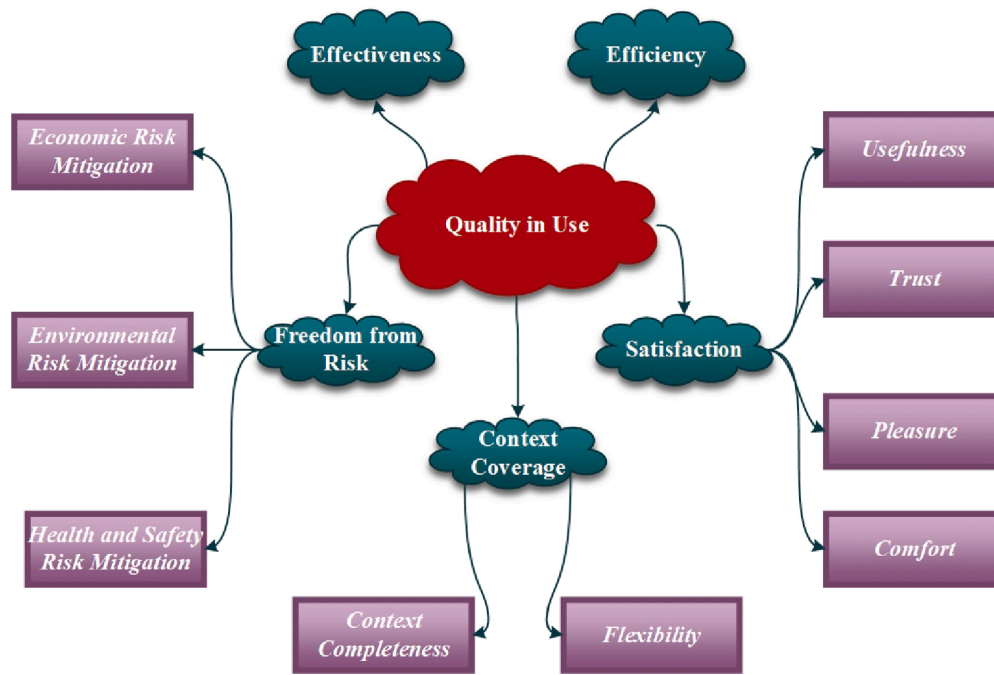 Effectiveness
Efficiency
Economic Risk
Mitigation
Usefulness
Quality in Use
Trust
Environmental
Risk Mitigation
Freedom from
Risk
Satisfaction
Pleasure
Context
Coverage
Health and Safety
Risk Mitigation
Comfort
Context
Completeness
Flexibility